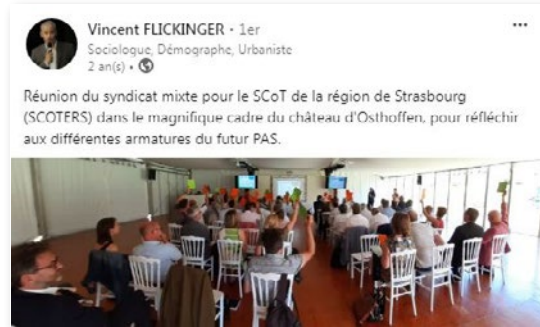 Vincent FLICKINGER • 1er
Sociologue, Démographe, Urbaniste
2 an(s) •
Réunion du syndicat mixte pour le SCoT de la région de Strasbourg
(SCOTERS) dans le magnifique cadre du château d'Osthoffen, pour réfléchir
aux différentes armatures du futur PAS.